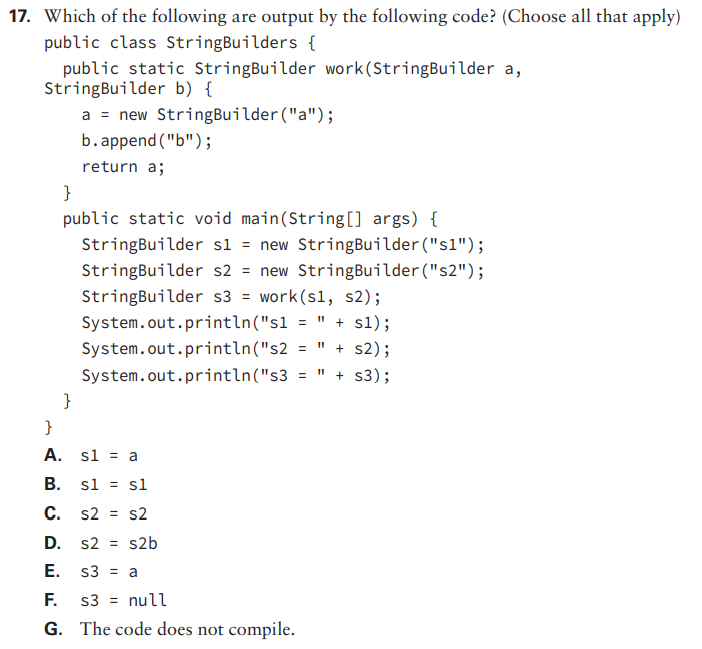 17. Which of the following are output by the following code? (Choose all that apply)
public class StringBuilders {
public static StringBuilder work(StringBuilder a,
StringBuilder b) {
a = new StringBuilder("a");
b.append("b");
return a;
}
public static void main(String[] args) {
StringBuilder s1 = new StringBuilder("s1");
StringBuilder s2 = new StringBuilder("s2");
StringBuilder s3 = work(s1, s2);
System.out.println("s1 = " + s1);
System.out.println("s2 = " + s2);
System.out.println("s3 = " + s3);
}
}
A. s1 = a
B. s1 = s1
C. s2 = s2
D. s2 = s2b
E. s3 = a
F. s3 = null
G. The code does not compile.